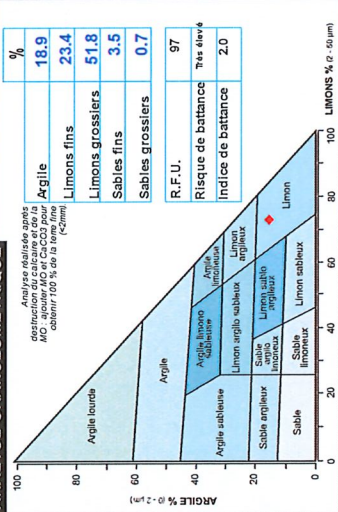 Analyse réalisée après
destruction du calcaire et de la
MO : ajouter MO et CaCO3 pour
obtenir 100 % de la terre fine
(<2mm).
%
Argile 18.9
Limons fins 23.4
Limons grossiers 51.8
Sables fins 3.5
Sables grossiers 0.7
R.F.U. 97
Risque de battance Très élevé
Indice de battance 2.0
ARGILE % (0 - 2 µm)
100
80
60
45
40
20
0
Argile lourde
Argile
Argile limono sableuse
Argile limoneuse
Argile sableuse
Limon argilo sableux
Limon argileux
Sable argileux
Sable argilo limoneux
Limon sablo argileux
Limon
Sable
Sable limoneux
Limon sableux
0 20 40 60 80 100
LIMONS % (2 - 50 µm)